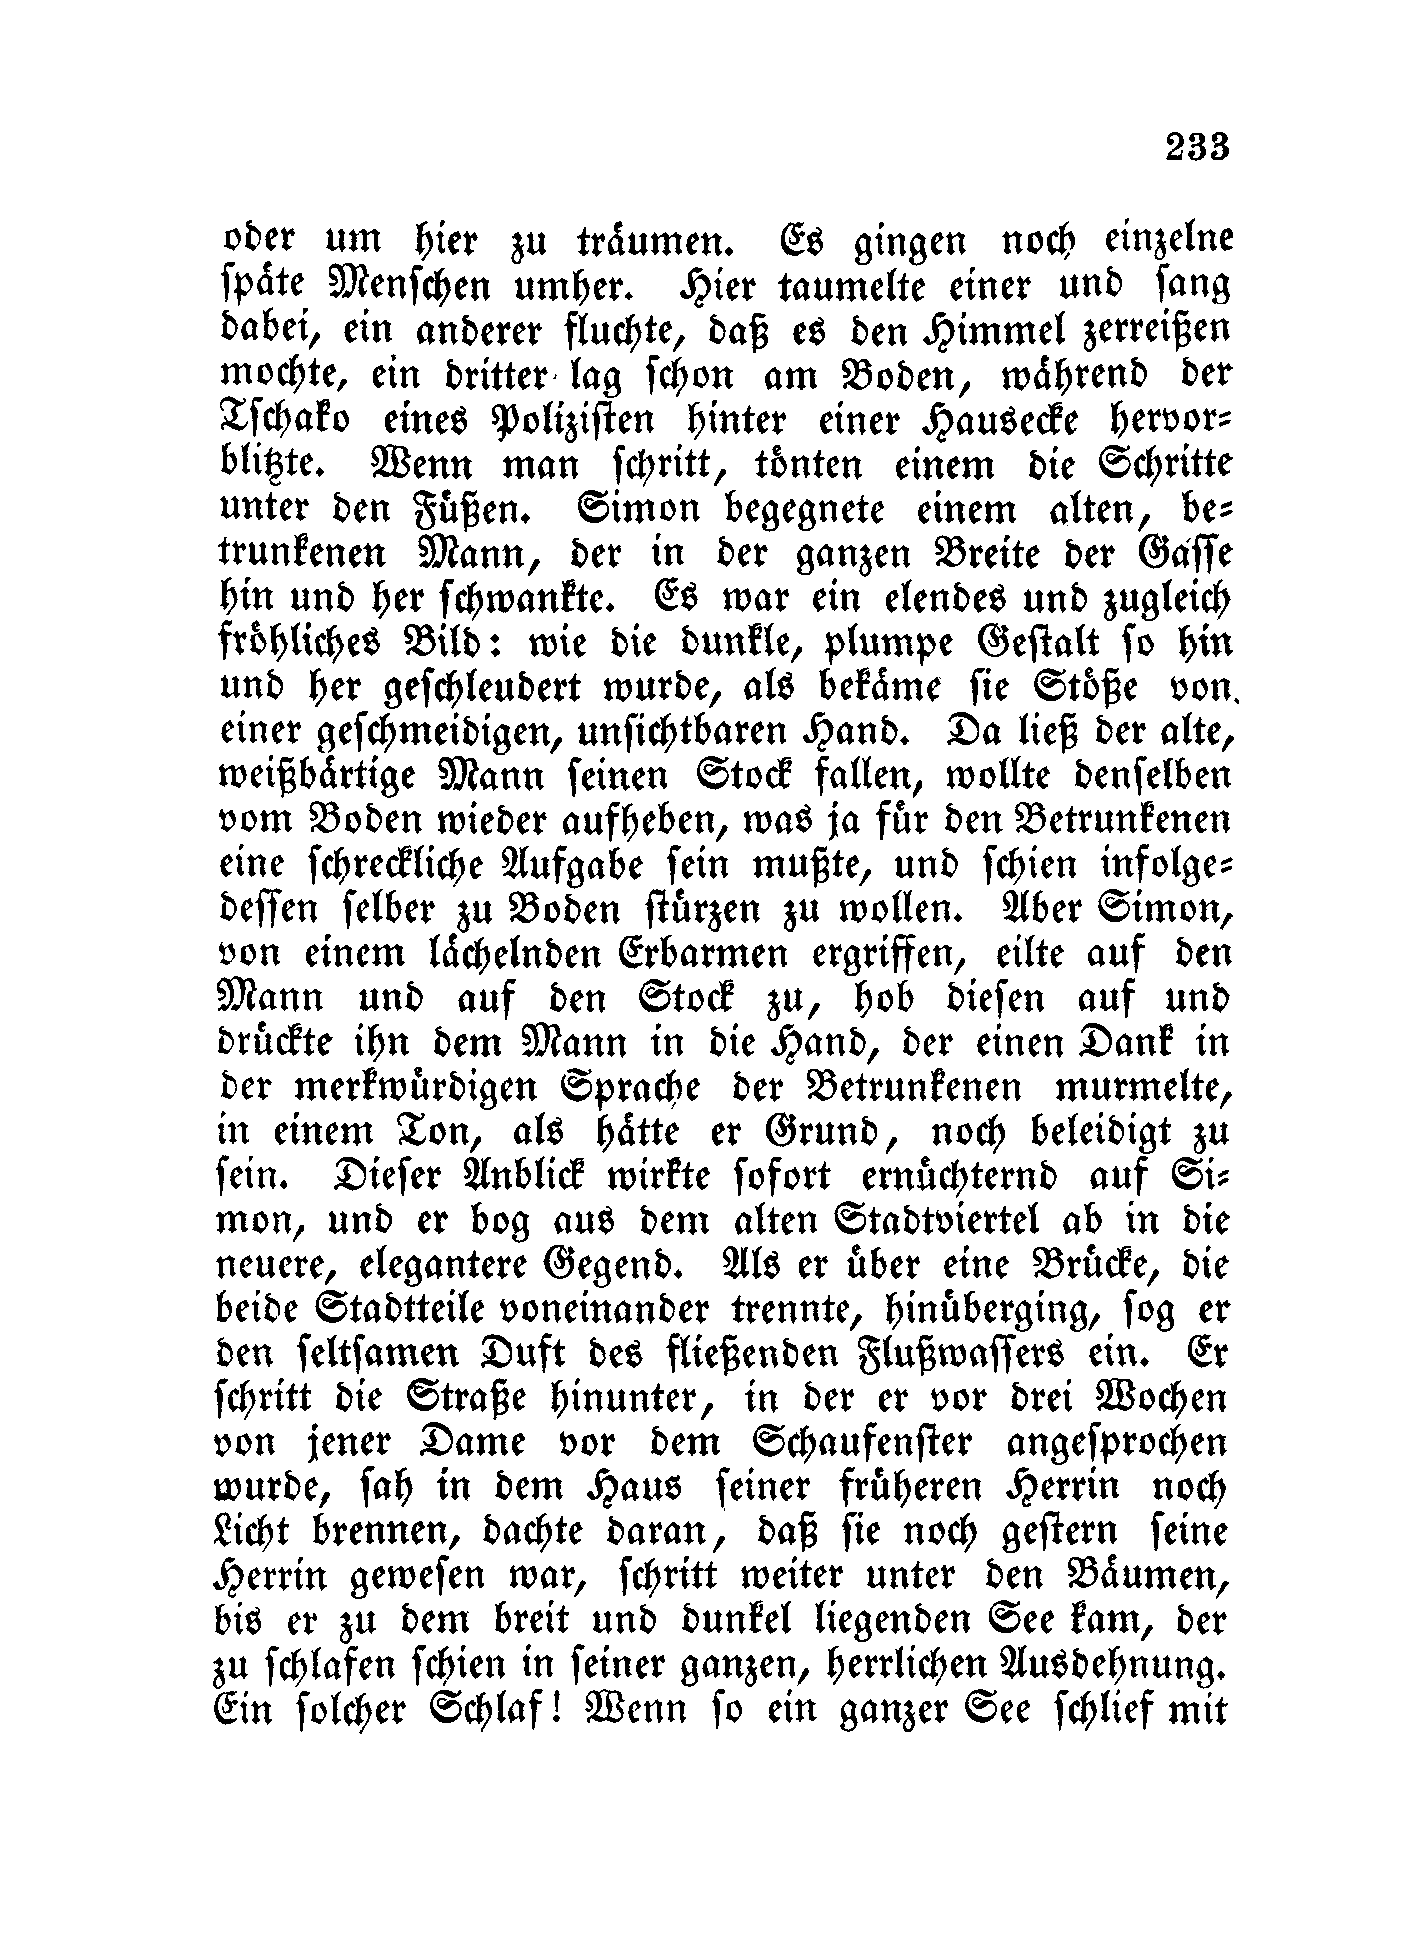 233
oder um hier zu träumen. Es gingen noch einzelne
späte Menschen umher. Hier taumelte einer und sang
dabei, ein anderer fluchte, daß es den Himmel zerreißen
mochte, ein dritter lag schon am Boden, während der
Tschako eines Polizisten hinter einer Hausecke hervor-
blitzte. Wenn man schritt, tönten einem die Schritte
unter den Füßen. Simon begegnete einem alten, be-
trunkenen Mann, der in der ganzen Breite der Gasse
hin und her schwankte. Es war ein elendes und zugleich
fröhliches Bild: wie die dunkle, plumpe Gestalt so hin
und her geschleudert wurde, als bekäme sie Stöße von
einer geschmeidigen, unsichtbaren Hand. Da ließ der alte,
weißbärtige Mann seinen Stock fallen, wollte denselben
vom Boden wieder aufheben, was ja für den Betrunkenen
eine schreckliche Aufgabe sein mußte, und schien infolge-
dessen selber zu Boden stürzen zu wollen. Aber Simon,
von einem lächelnden Erbarmen ergriffen, eilte auf den
Mann und auf den Stock zu, hob diesen auf und
drückte ihn dem Mann in die Hand, der einen Dank in
der merkwürdigen Sprache der Betrunkenen murmelte,
in einem Ton, als hätte er Grund, noch beleidigt zu
sein. Dieser Anblick wirkte sofort ernüchternd auf Si-
mon, und er bog aus dem alten Stadtviertel ab in die
neuere, elegantere Gegend. Als er über eine Brücke, die
beide Stadtteile voneinander trennte, hinüberging, sog er
den seltsamen Duft des fließenden Flußwassers ein. Er
schritt die Straße hinunter, in der er vor drei Wochen
von jener Dame vor dem Schaufenster angesprochen
wurde, sah in dem Haus seiner früheren Herrin noch
Licht brennen, dachte daran, daß sie noch gestern seine
Herrin gewesen war, schritt weiter unter den Bäumen,
bis er zu dem breit und dunkel liegenden See kam, der
zu schlafen schien in seiner ganzen, herrlichen Ausdehnung.
Ein solcher Schlaf! Wenn so ein ganzer See schlief mit